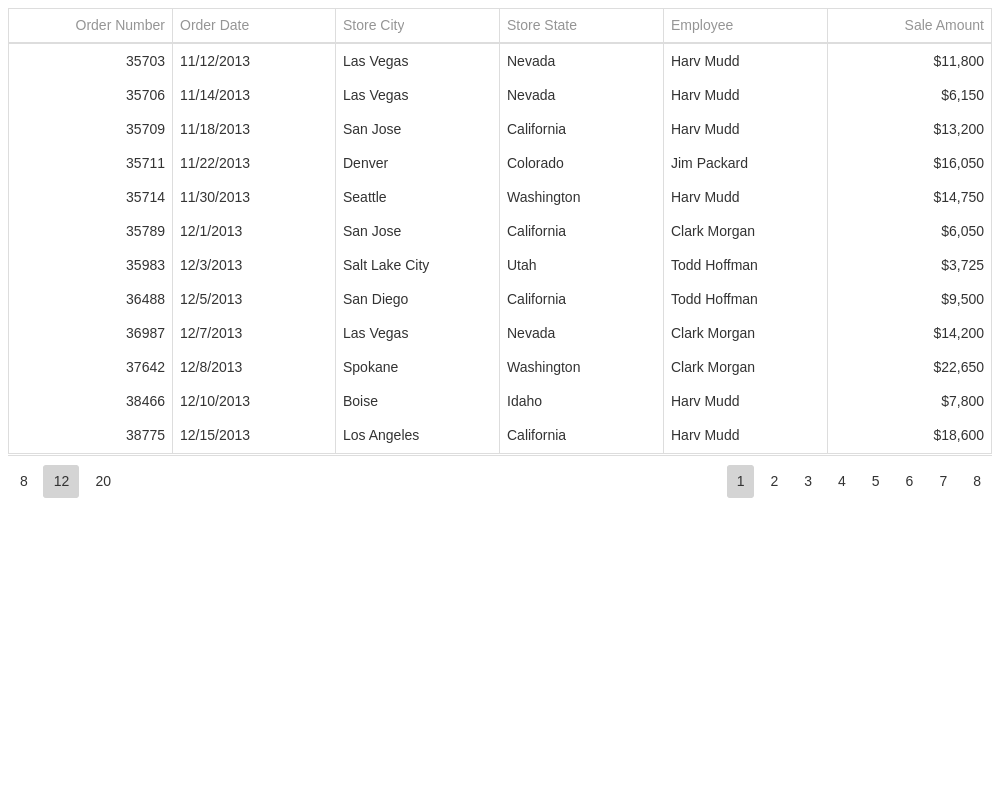 Order Number Order Date Store City Store State Employee Sale Amount
35703 11/12/2013 Las Vegas Nevada Harv Mudd $11,800
35706 11/14/2013 Las Vegas Nevada Harv Mudd $6,150
35709 11/18/2013 San Jose California Harv Mudd $13,200
35711 11/22/2013 Denver Colorado Jim Packard $16,050
35714 11/30/2013 Seattle Washington Harv Mudd $14,750
35789 12/1/2013 San Jose California Clark Morgan $6,050
35983 12/3/2013 Salt Lake City Utah Todd Hoffman $3,725
36488 12/5/2013 San Diego California Todd Hoffman $9,500
36987 12/7/2013 Las Vegas Nevada Clark Morgan $14,200
37642 12/8/2013 Spokane Washington Clark Morgan $22,650
38466 12/10/2013 Boise Idaho Harv Mudd $7,800
38775 12/15/2013 Los Angeles California Harv Mudd $18,600
8 12 20 1 2 3 4 5 6 7 8